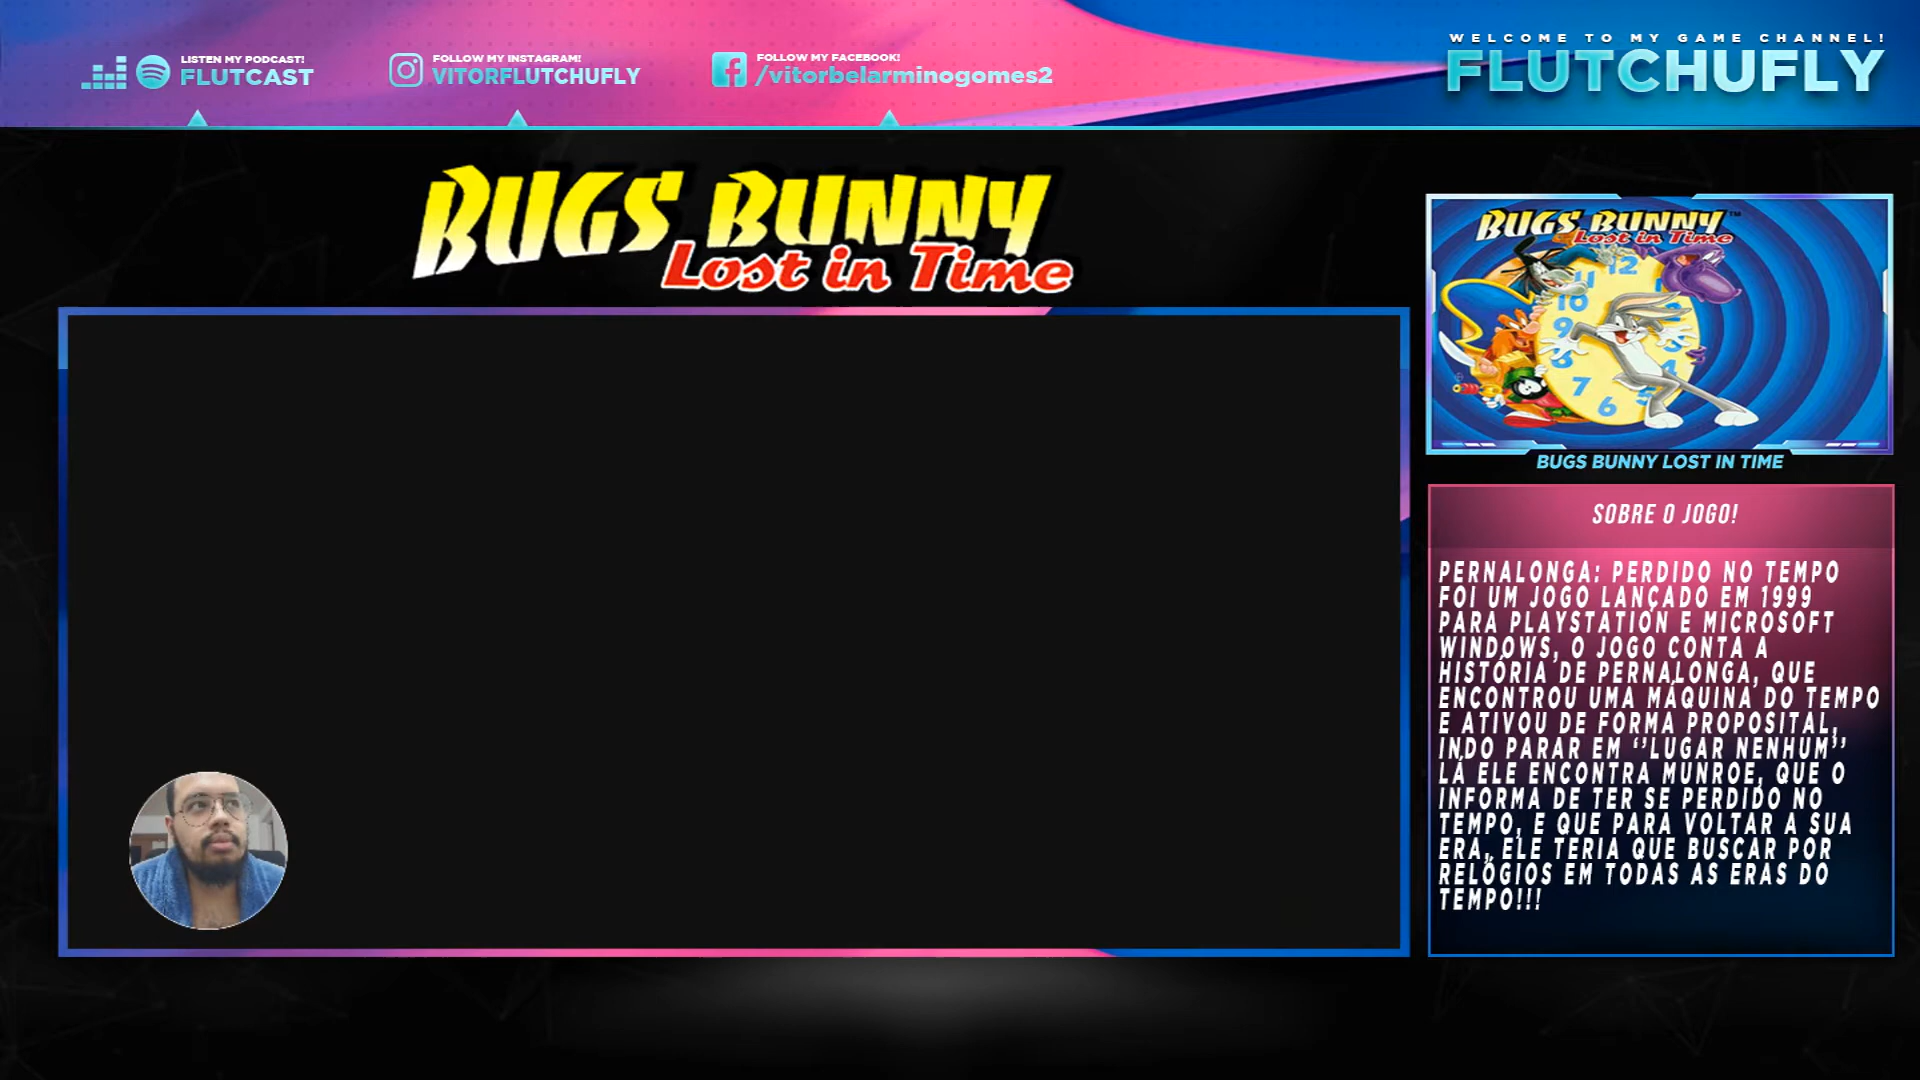 LISTEN MY PODCAST!
FLUTCAST
FOLLOW MY INSTAGRAM!
VITORFLUTCHUFLY
FOLLOW MY FACEBOOK!
/vitorbelarminogomes2
WELCOME TO MY GAME CHANNEL!
FLUTCHUFLY
BUGS BUNNY
Lost in Time
BUGS BUNNY™
Lost in Time
12
11
10
9
8
7
6
5
4
3
BUGS BUNNY LOST IN TIME
SOBRE O JOGO!
PERNALONGA: PERDIDO NO TEMPO
FOI UM JOGO LANÇADO EM 1999
PARA PLAYSTATION E MICROSOFT
WINDOWS, O JOGO CONTA A
HISTÓRIA DE PERNALONGA, QUE
ENCONTROU UMA MÁQUINA DO TEMPO
E ATIVOU DE FORMA PROPOSITAL,
INDO PARAR EM ‘’LUGAR NENHUM’’
LÁ ELE ENCONTRA MUNROE, QUE O
INFORMA DE TER SE PERDIDO NO
TEMPO, E QUE PARA VOLTAR A SUA
ERA, ELE TERIA QUE BUSCAR POR
RELÓGIOS EM TODAS AS ERAS DO
TEMPO!!!